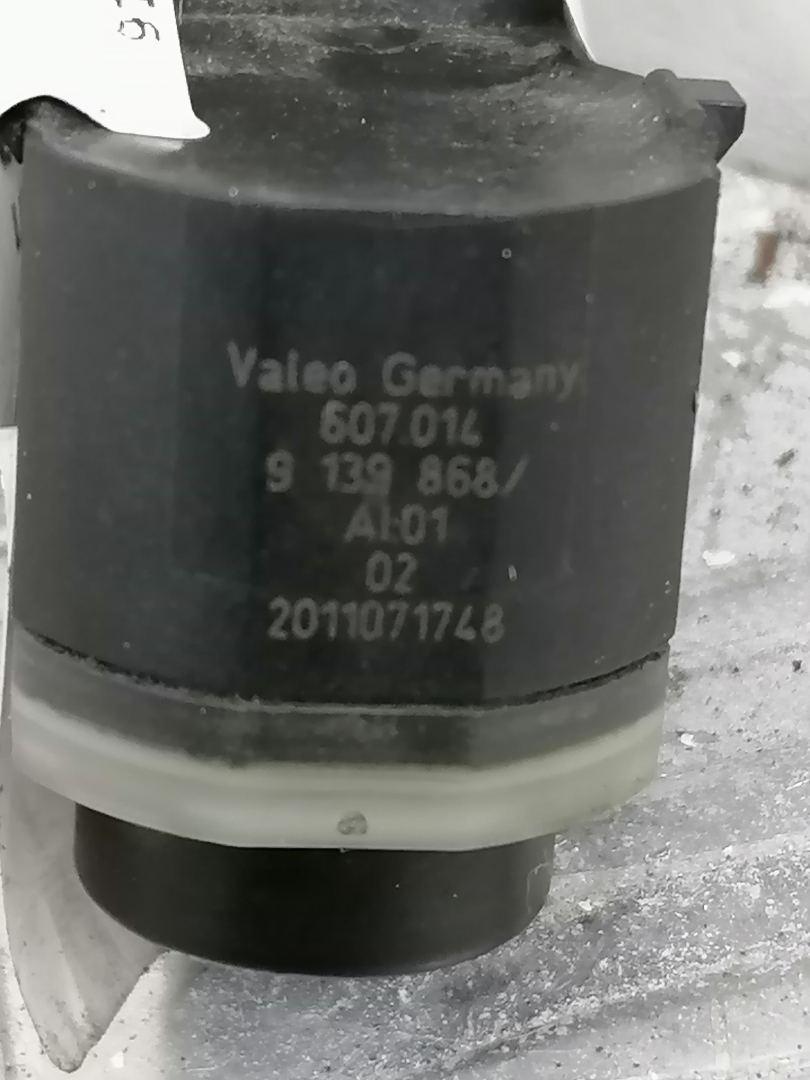 Valeo Germany
607.014
9 139 868/
AI:01
02
2011071748